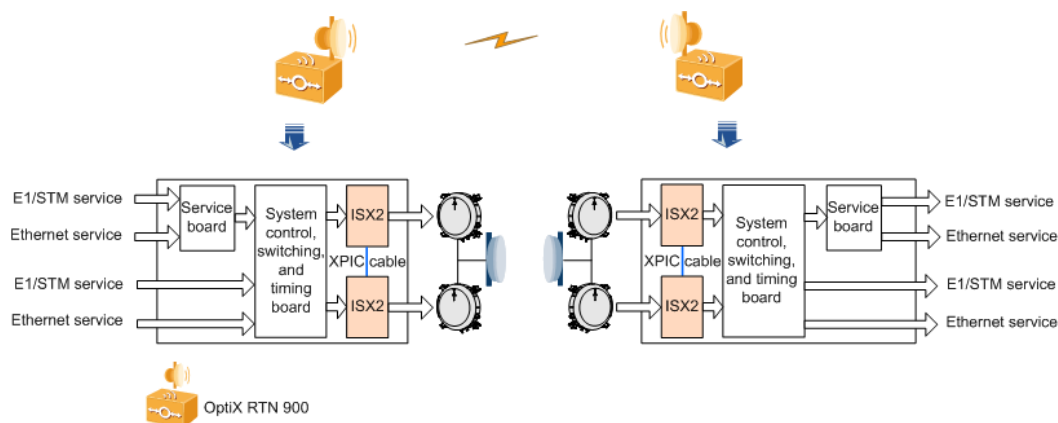 E1/STM service
Ethernet service
E1/STM service
Ethernet service
Service
board
System
control,
switching,
and
timing
board
ISX2
XPIC cable
ISX2
ISX2
XPIC cable
ISX2
System
control,
switching,
and timing
board
Service
board
E1/STM service
Ethernet service
E1/STM service
Ethernet service
OptiX RTN 900